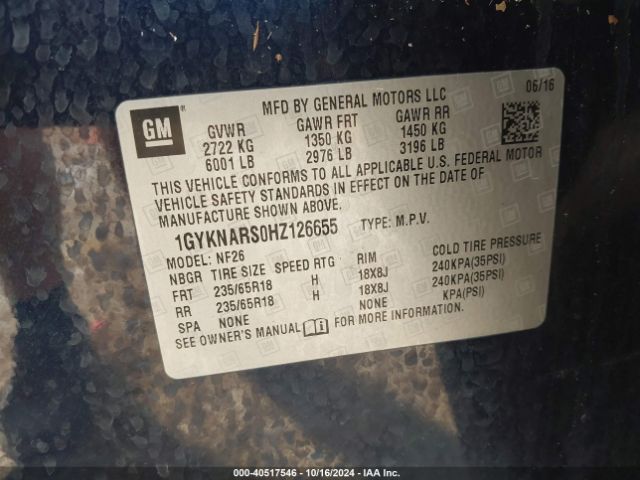 GM®
MFD BY GENERAL MOTORS LLC 06/16
GVWR GAWR FRT GAWR RR
2722 KG 1350 KG 1450 KG
6001 LB 2976 LB 3196 LB
THIS VEHICLE CONFORMS TO ALL APPLICABLE U.S. FEDERAL MOTOR
VEHICLE SAFETY STANDARDS IN EFFECT ON THE DATE OF
MANUFACTURE SHOWN ABOVE.
1GYKNARS0HZ126655 TYPE: M.P.V.
MODEL: NF26
NBGR TIRE SIZE SPEED RTG RIM COLD TIRE PRESSURE
FRT 235/65R18 H 18X8J 240KPA(35PSI)
RR 235/65R18 H 18X8J 240KPA(35PSI)
SPA NONE NONE KPA(PSI)
SEE OWNER'S MANUAL FOR MORE INFORMATION.
000-40517546 - 10/16/2024 - IAA Inc.